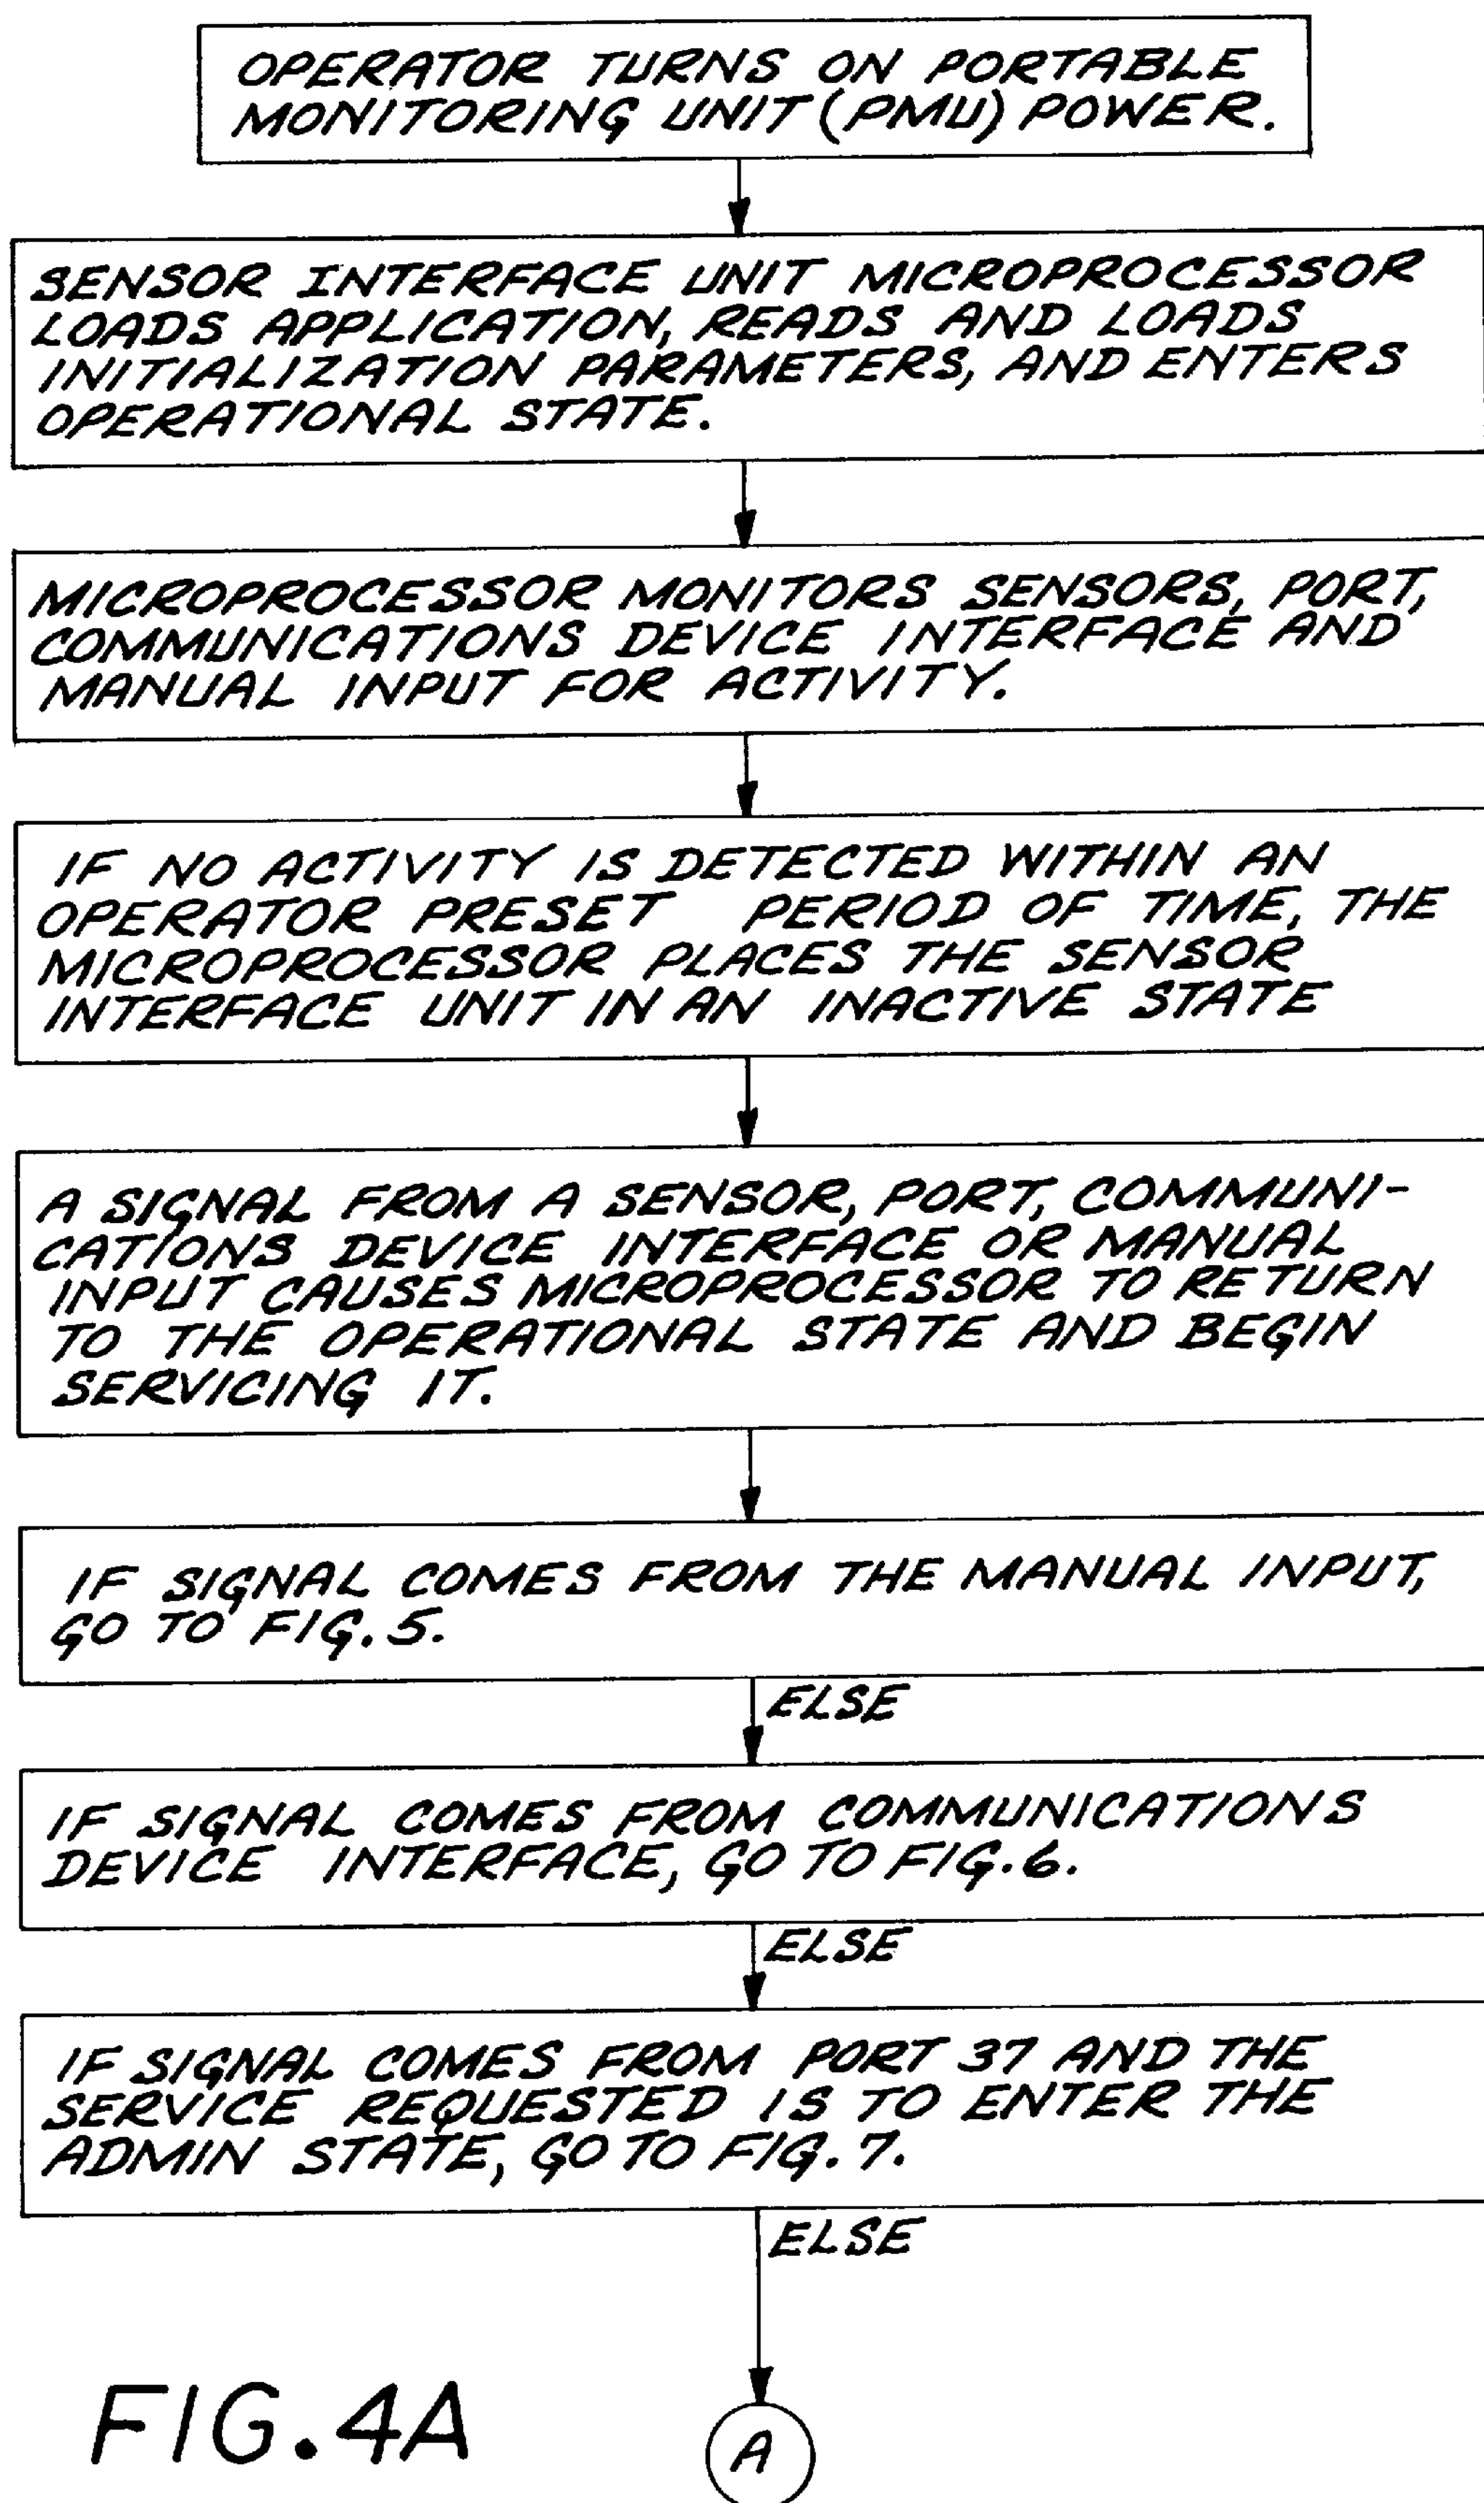 OPERATOR TURNS ON PORTABLE
MONITORING UNIT (PMU) POWER.
SENSOR INTERFACE UNIT MICROPROCESSOR
LOADS APPLICATION, READS AND LOADS
INITIALIZATION PARAMETERS, AND ENTERS
OPERATIONAL STATE.
MICROPROCESSOR MONITORS SENSORS, PORT,
COMMUNICATIONS DEVICE INTERFACE AND
MANUAL INPUT FOR ACTIVITY.
IF NO ACTIVITY IS DETECTED WITHIN AN
OPERATOR PRESET PERIOD OF TIME, THE
MICROPROCESSOR PLACES THE SENSOR
INTERFACE UNIT IN AN INACTIVE STATE
A SIGNAL FROM A SENSOR, PORT, COMMUNI-
CATIONS DEVICE INTERFACE OR MANUAL
INPUT CAUSES MICROPROCESSOR TO RETURN
TO THE OPERATIONAL STATE AND BEGIN
SERVICING IT.
IF SIGNAL COMES FROM THE MANUAL INPUT,
GO TO FIG. 5.
ELSE
IF SIGNAL COMES FROM COMMUNICATIONS
DEVICE INTERFACE, GO TO FIG. 6.
ELSE
IF SIGNAL COMES FROM PORT 37 AND THE
SERVICE REQUESTED IS TO ENTER THE
ADMIN STATE, GO TO FIG. 7.
ELSE
FIG. 4A
A